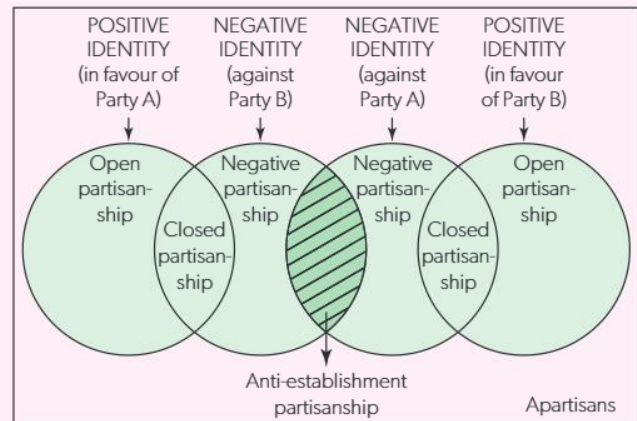 POSITIVE
IDENTITY
(in favour of
Party A)
NEGATIVE
IDENTITY
(against
Party B)
NEGATIVE
IDENTITY
(against
Party A)
POSITIVE
IDENTITY
(in favour
of Party B)
Open
partisan-
ship
Closed
partisan-
ship
Negative
partisan-
ship
Negative
partisan-
ship
Closed
partisan-
ship
Open
partisan-
ship
Anti-establishment
partisanship
Apartisans